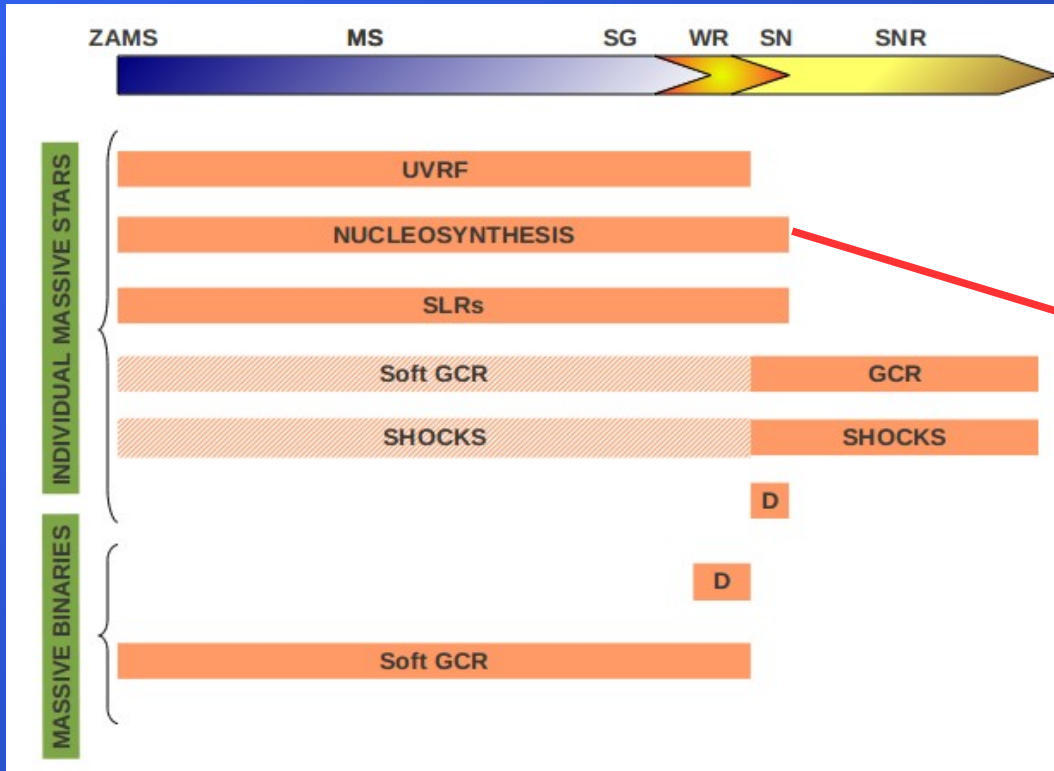 ZAMS MS SG WR SN SNR
INDIVIDUAL MASSIVE STARS
UVRF
NUCLEOSYNTHESIS
SLRs
Soft GCR GCR
SHOCKS SHOCKS
D
MASSIVE BINARIES
D
Soft GCR